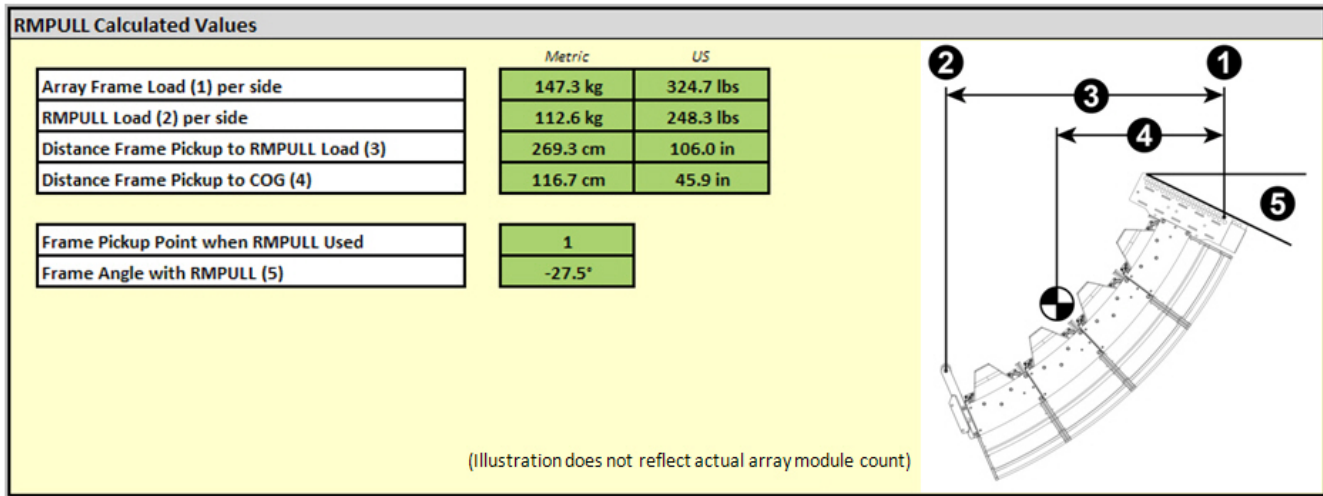 RMPULL Calculated Values
Metric US
Array Frame Load (1) per side 147.3 kg 324.7 lbs
RMPULL Load (2) per side 112.6 kg 248.3 lbs
Distance Frame Pickup to RMPULL Load (3) 269.3 cm 106.0 in
Distance Frame Pickup to COG (4) 116.7 cm 45.9 in
Frame Pickup Point when RMPULL Used 1
Frame Angle with RMPULL (5) -27.5°
2 1
3
4
5
(Illustration does not reflect actual array module count)